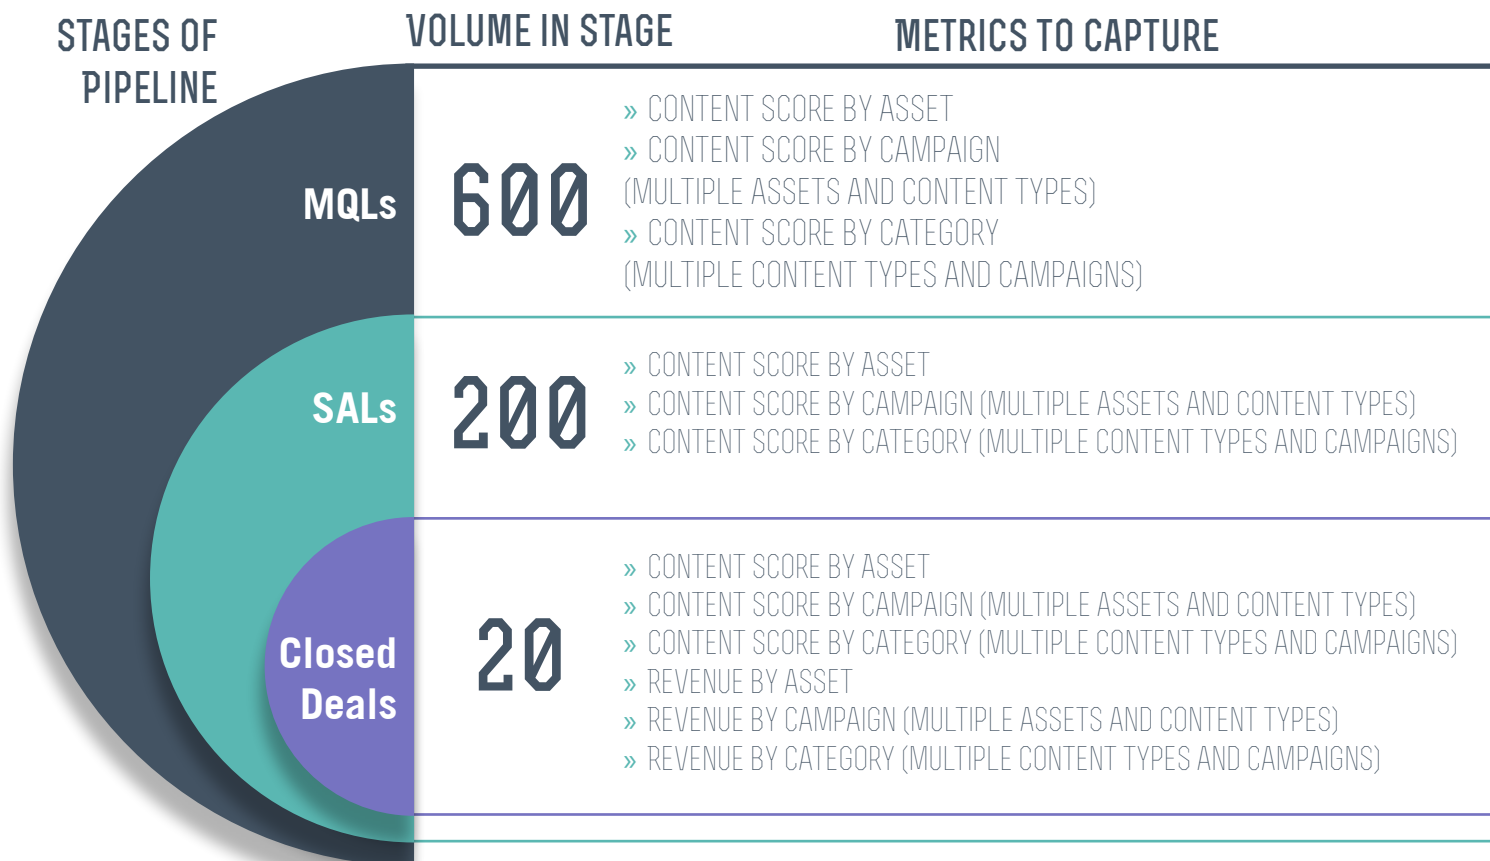 STAGES OF
PIPELINE
VOLUME IN STAGE
METRICS TO CAPTURE
MQLs
600
» CONTENT SCORE BY ASSET
» CONTENT SCORE BY CAMPAIGN
(MULTIPLE ASSETS AND CONTENT TYPES)
» CONTENT SCORE BY CATEGORY
(MULTIPLE CONTENT TYPES AND CAMPAIGNS)
SALs
200
» CONTENT SCORE BY ASSET
» CONTENT SCORE BY CAMPAIGN (MULTIPLE ASSETS AND CONTENT TYPES)
» CONTENT SCORE BY CATEGORY (MULTIPLE CONTENT TYPES AND CAMPAIGNS)
Closed
Deals
20
» CONTENT SCORE BY ASSET
» CONTENT SCORE BY CAMPAIGN (MULTIPLE ASSETS AND CONTENT TYPES)
» CONTENT SCORE BY CATEGORY (MULTIPLE CONTENT TYPES AND CAMPAIGNS)
» REVENUE BY ASSET
» REVENUE BY CAMPAIGN (MULTIPLE ASSETS AND CONTENT TYPES)
» REVENUE BY CATEGORY (MULTIPLE CONTENT TYPES AND CAMPAIGNS)